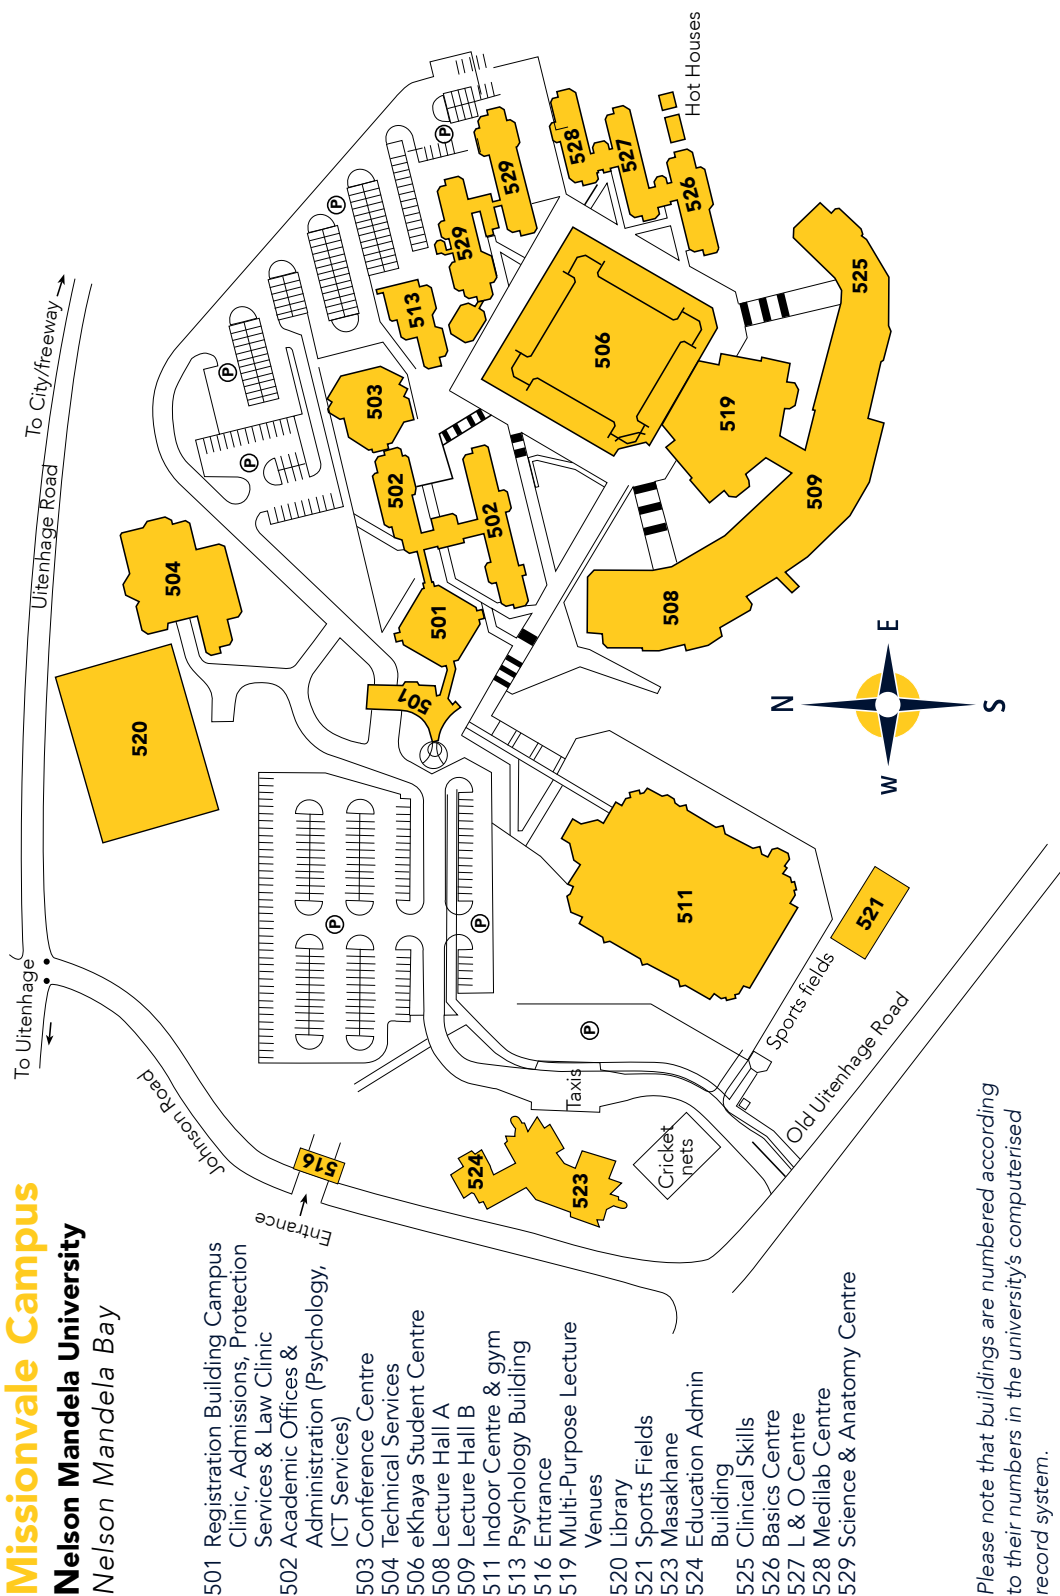 Missionvale Campus
Nelson Mandela University
Nelson Mandela Bay
501 Registration Building Campus
Clinic, Admissions, Protection
Services & Law Clinic
502 Academic Offices &
Administration (Psychology,
ICT Services)
503 Conference Centre
504 Technical Services
506 eKhaya Student Centre
508 Lecture Hall A
509 Lecture Hall B
511 Indoor Centre & gym
513 Psychology Building
516 Entrance
519 Multi-Purpose Lecture
Venues
520 Library
521 Sports Fields
523 Masakhane
524 Education Admin
Building
525 Clinical Skills
526 Basics Centre
527 L & O Centre
528 Medilab Centre
529 Science & Anatomy Centre
Please note that buildings are numbered according
to their numbers in the university's computerised
record system.
To Uitenhage
Uitenhage Road
To City/freeway
Johnson Road
Entrance
516
520
504
P
P
P
P
P
P
P
P
501
501
502
502
503
513
529
529
528
527
526
Hot Houses
506
519
525
509
508
511
521
Sports fields
Old Uitenhage Road
Taxis
Cricket
nets
524
523
N
E
S
W